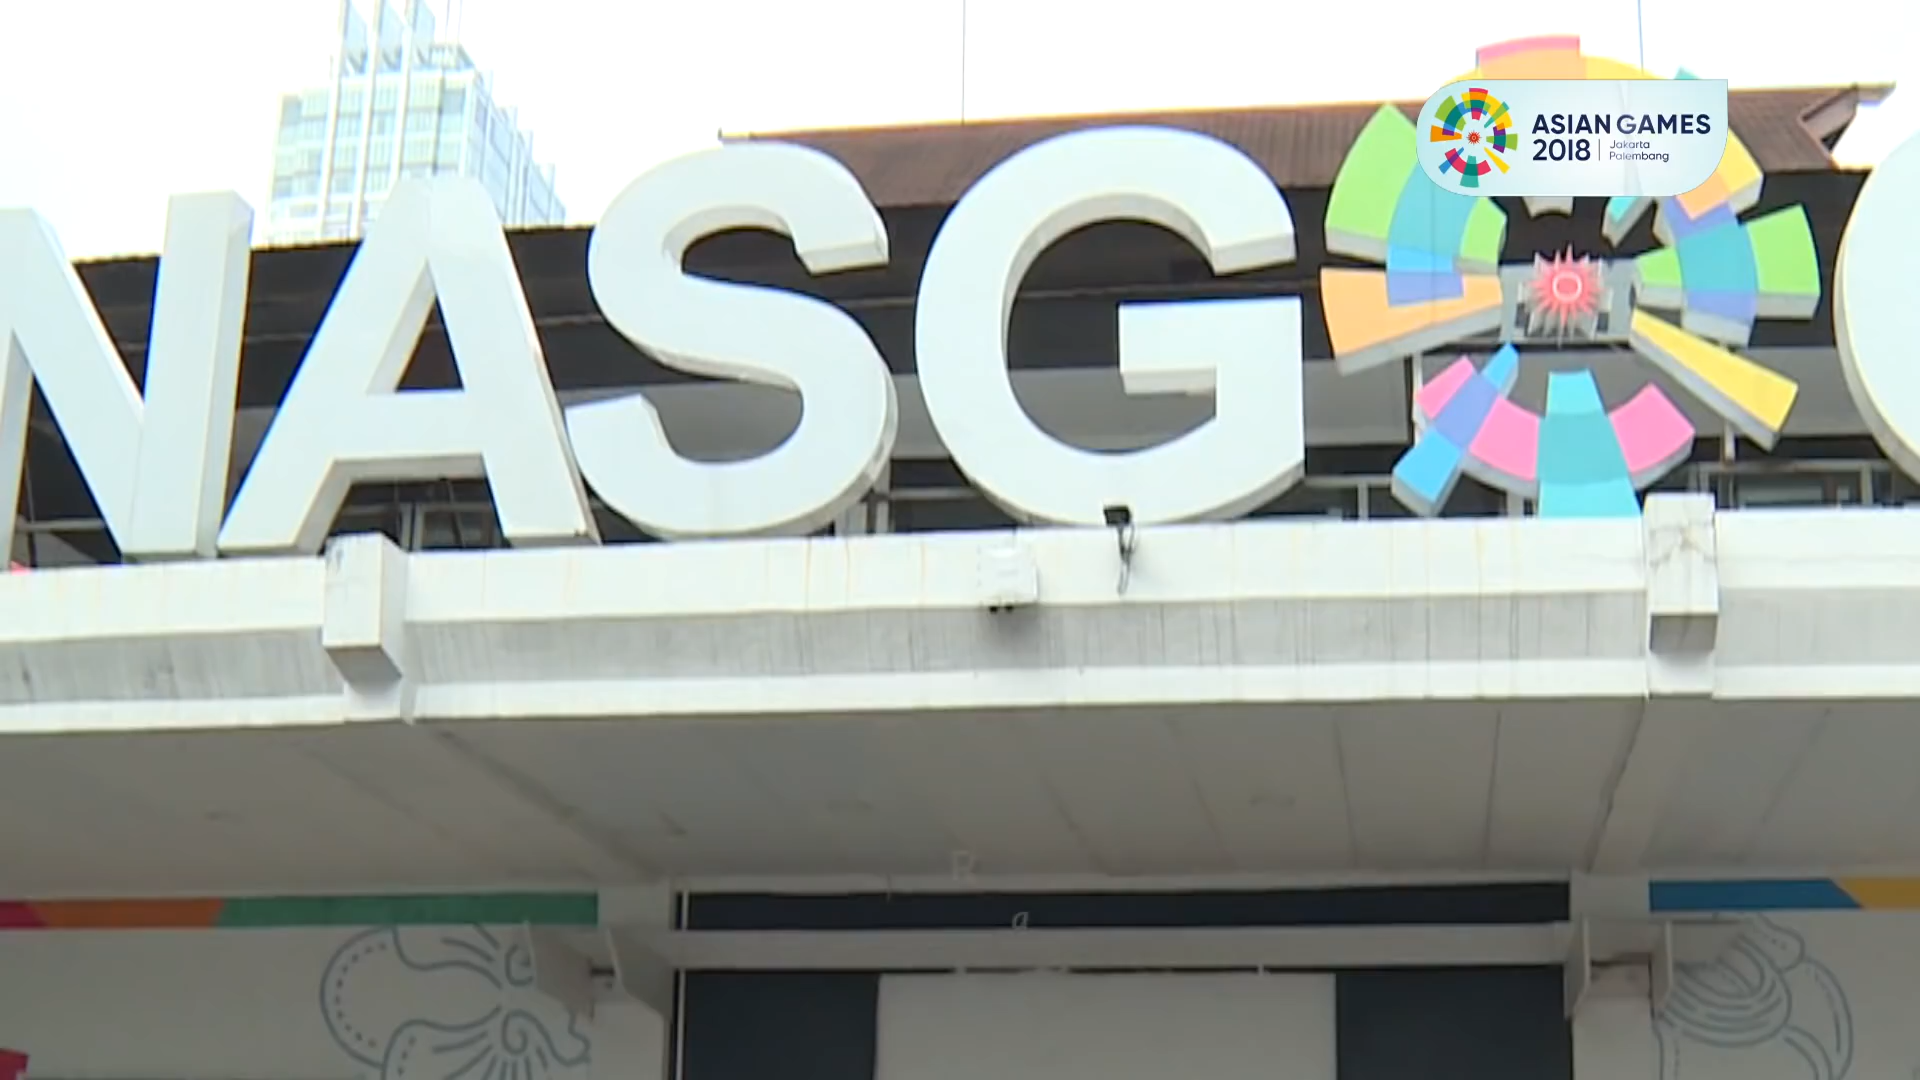 NASG
ASIAN GAMES
2018 | Jakarta
Palembang
R
a